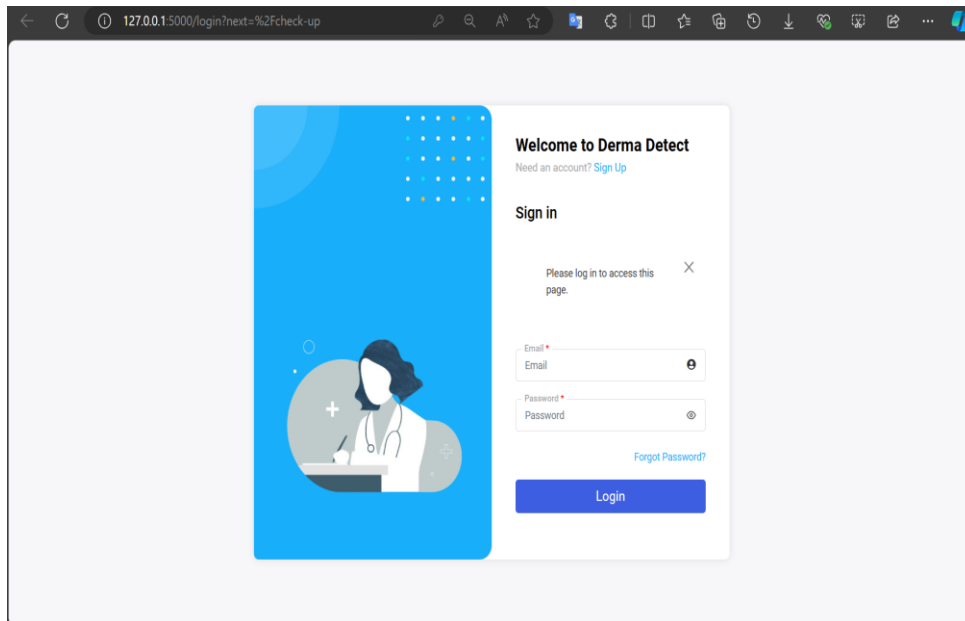 127.0.0.1:5000/login?next=%2Fcheck-up
Welcome to Derma Detect
Need an account? Sign Up
Sign in
Please log in to access this
page.
Email *
Email
Password *
Password
Forgot Password?
Login